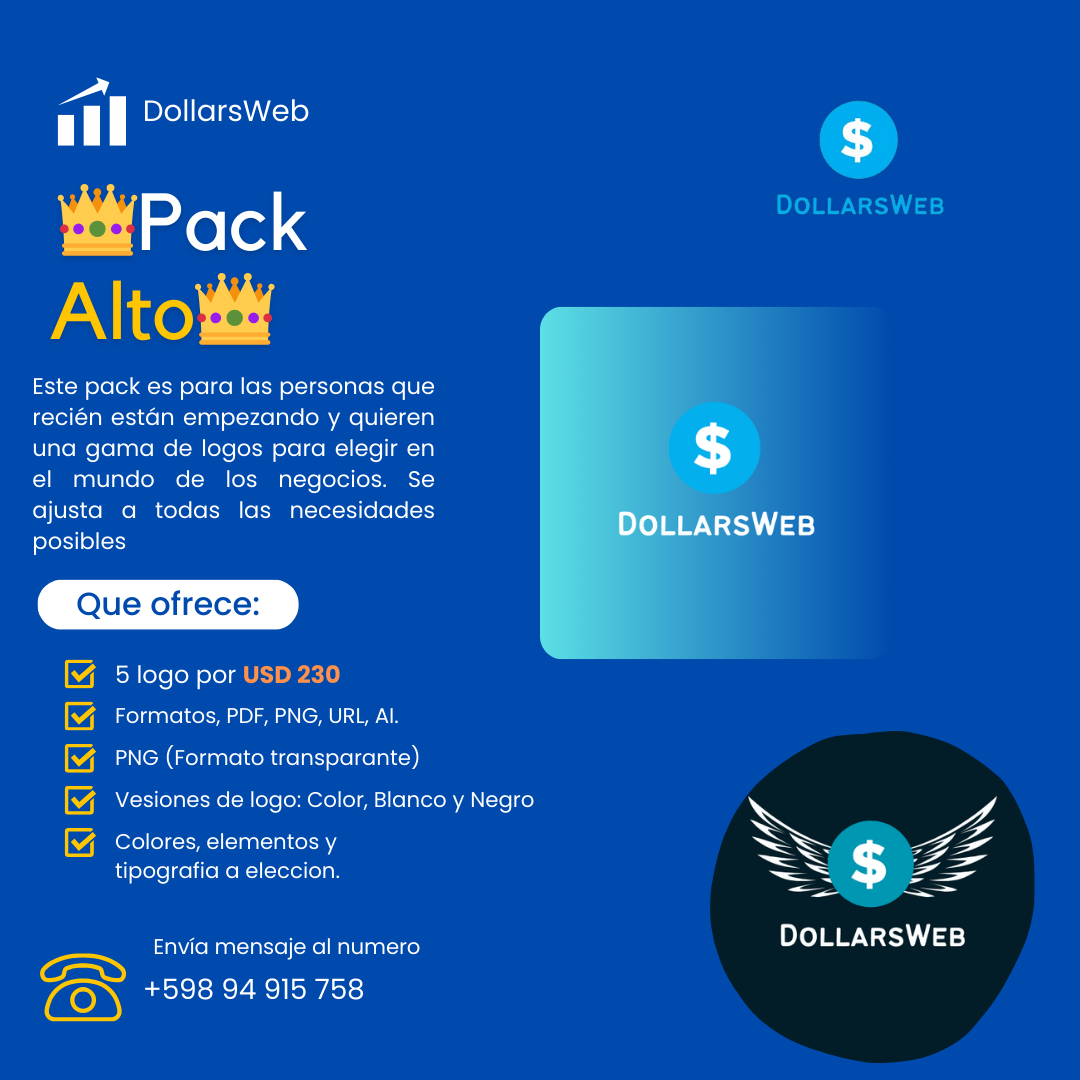 DollarsWeb
Pack
Alto
Este pack es para las personas que
recién están empezando y quieren
una gama de logos para elegir en
el mundo de los negocios. Se
ajusta a todas las necesidades
posibles
Que ofrece:
5 logo por USD 230
Formatos, PDF, PNG, URL, AI.
PNG (Formato transparante)
Vesiones de logo: Color, Blanco y Negro
Colores, elementos y
tipografia a eleccion.
Envía mensaje al numero
+598 94 915 758
$
DollarsWeb
$
DollarsWeb
$
DollarsWeb